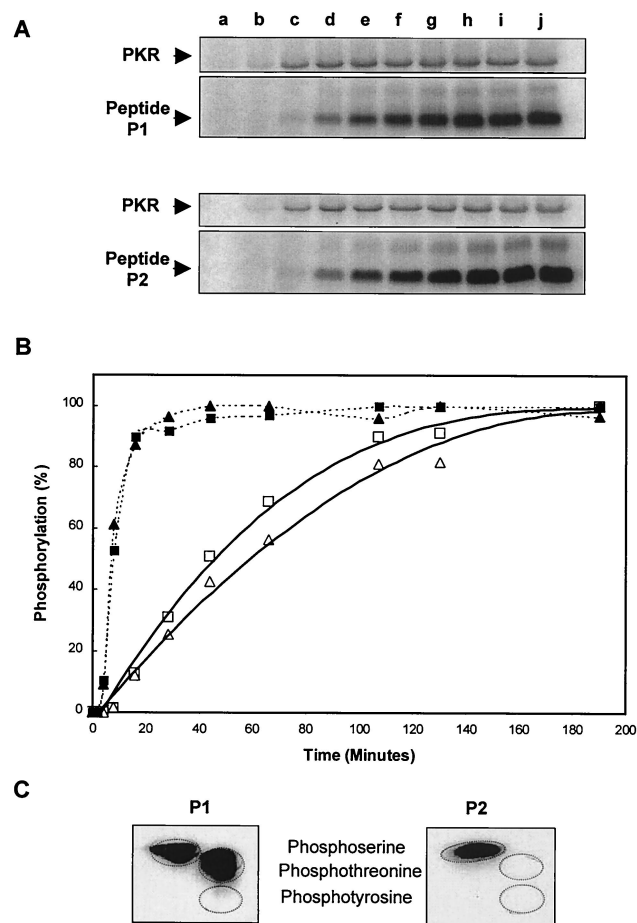 A
a b c d e f g h i j
PKR
Peptide
P1
PKR
Peptide
P2
B
Phosphorylation (%)
100
80
60
40
20
0
0 20 40 60 80 100 120 140 160 180 200
Time (Minutes)
C
P1
P2
Phosphoserine
Phosphothreonine
Phosphotyrosine